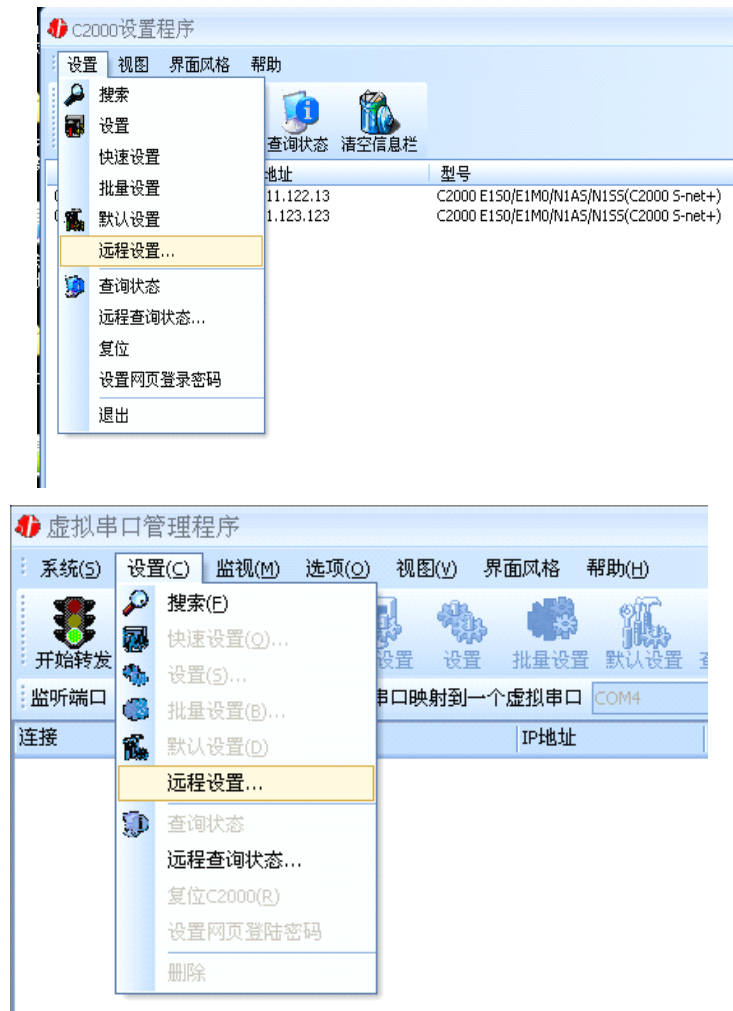 C2000设置程序
设置 视图 界面风格 帮助
搜索
设置
查询状态 清空信息栏
快速设置
地址 型号
批量设置
11.122.13 C2000 E1S0/E1M0/N1AS/N1SS(C2000 S-net+)
默认设置
1.123.123 C2000 E1S0/E1M0/N1AS/N1SS(C2000 S-net+)
远程设置...
查询状态
远程查询状态...
复位
设置网页登录密码
退出
虚拟串口管理程序
系统(S) 设置(C) 监视(M) 选项(O) 视图(V) 界面风格 帮助(H)
搜索(F)
快速设置(Q)...
开始转发 设置 设置 批量设置 默认设置
设置(S)...
监听端口 串口映射到一个虚拟串口 COM4
批量设置(B)...
连接 IP地址
默认设置(D)
远程设置...
查询状态
远程查询状态...
复位C2000(R)
设置网页登陆密码
删除